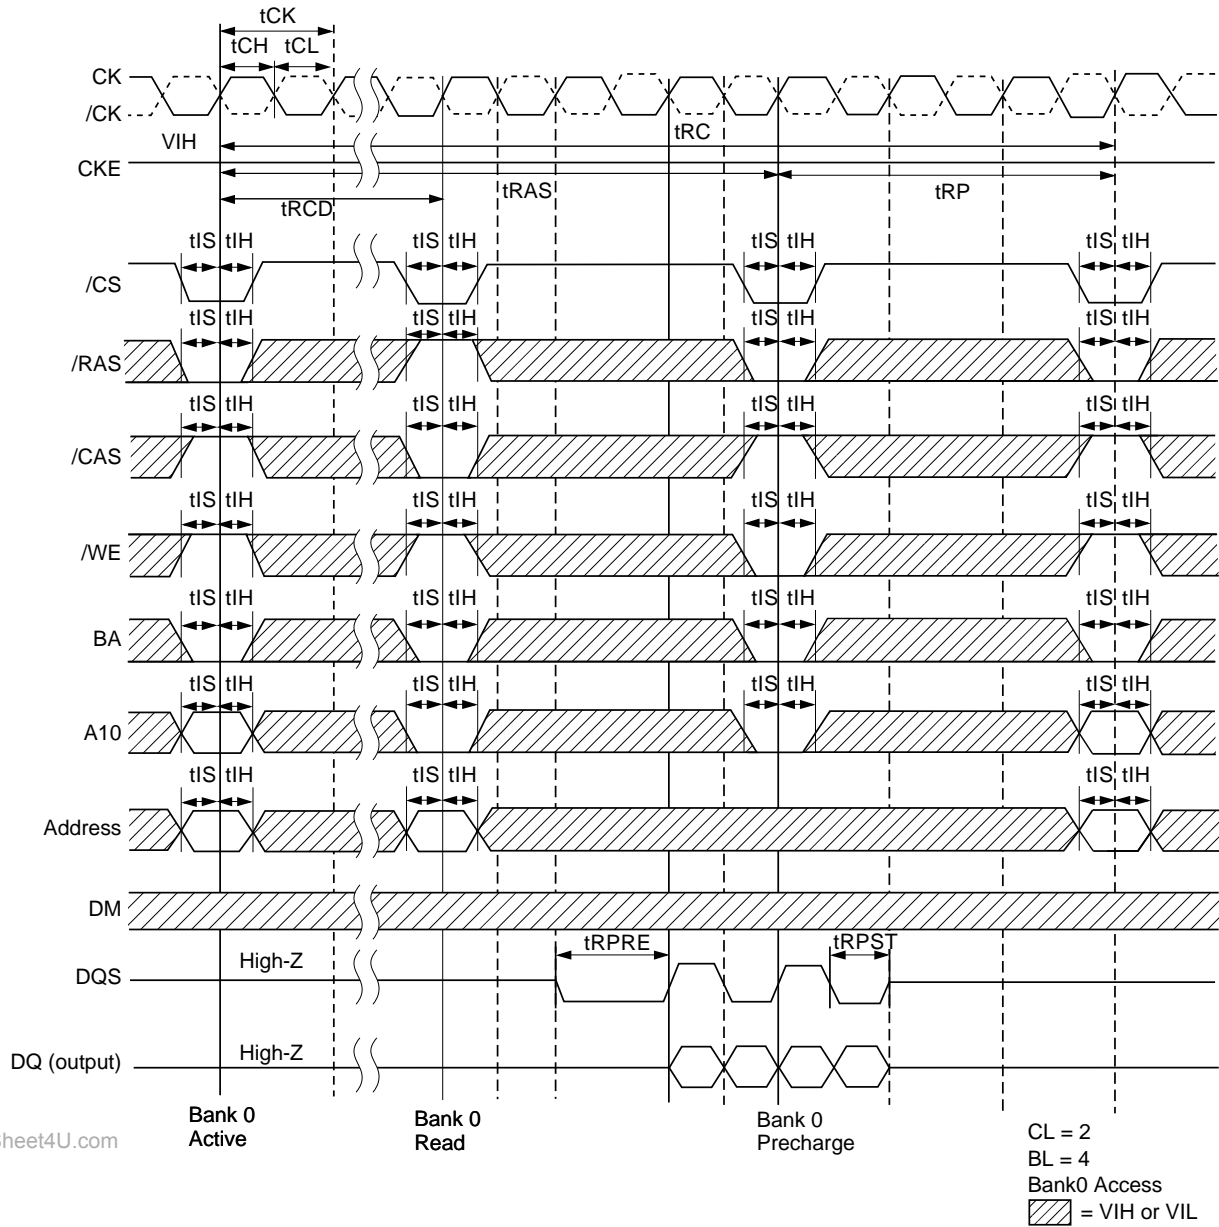 tCK
tCH tCL
CK
/CK
VIH
tRC
CKE
tRAS
tRP
tRCD
tIS tIH tIS tIH tIS tIH tIS tIH
/CS
tIS tIH tIS tIH tIS tIH tIS tIH
/RAS
tIS tIH tIS tIH tIS tIH tIS tIH
/CAS
tIS tIH tIS tIH tIS tIH tIS tIH
/WE
tIS tIH tIS tIH tIS tIH tIS tIH
BA
tIS tIH tIS tIH tIS tIH tIS tIH
A10
tIS tIH tIS tIH tIS tIH
Address
DM
tRPRE tRPST
High-Z
DQS
High-Z
DQ (output)
Bank 0
Active
Bank 0
Read
Bank 0
Precharge
heet4U.com
CL = 2
BL = 4
Bank0 Access
= VIH or VIL